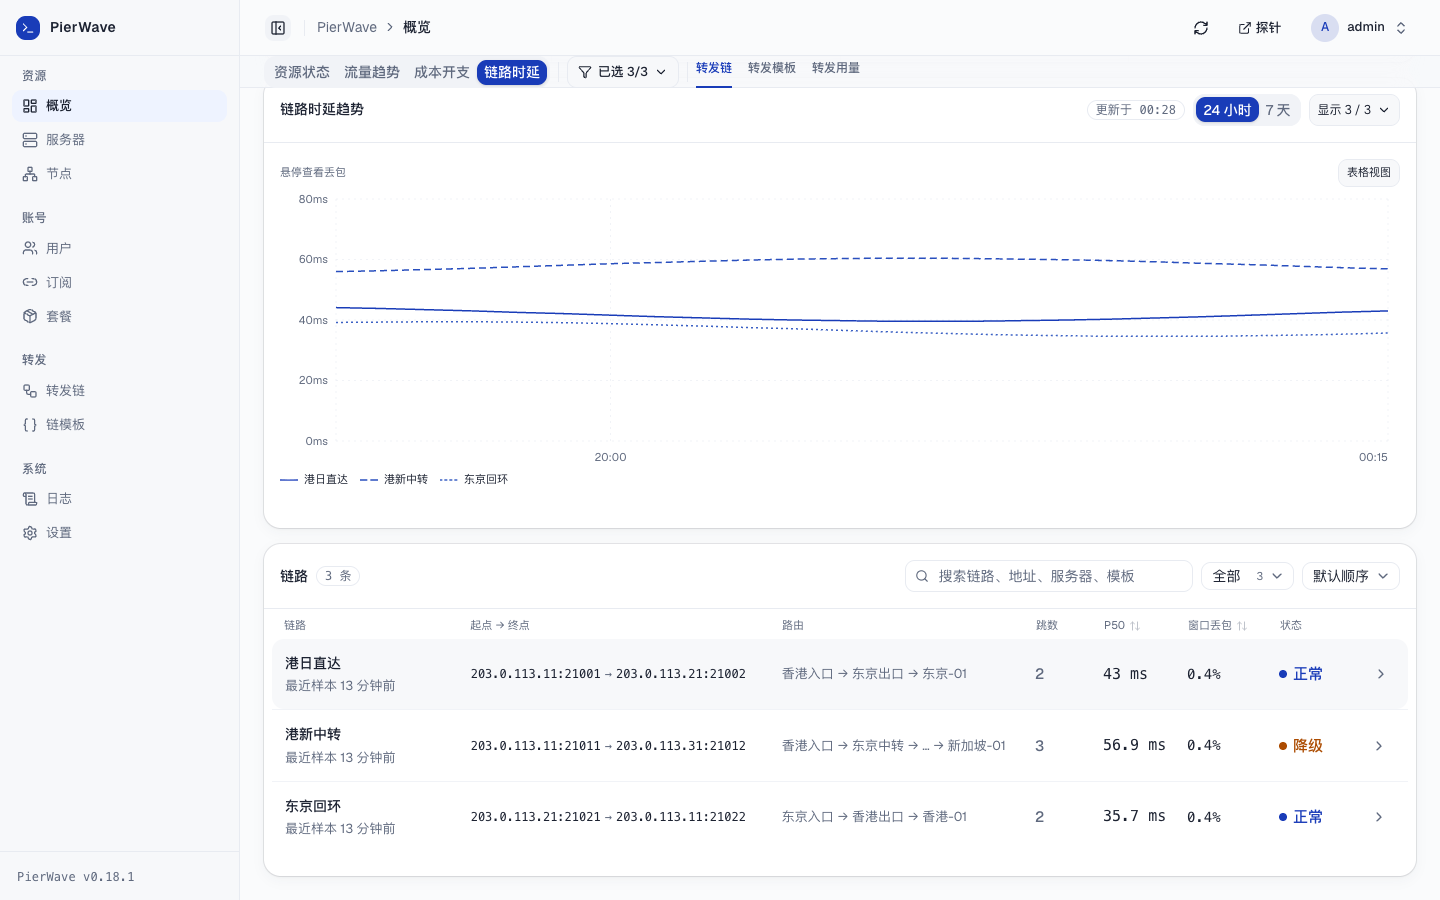 PierWave
PierWave > 概览
探针
A admin
资源
概览
服务器
节点
账号
用户
订阅
套餐
转发
转发链
链模板
系统
日志
设置
PierWave v0.18.1
资源状态 流量趋势 成本开支 链路时延
已选 3/3
转发链 转发模板 转发用量
链路时延趋势
更新于 00:28
24 小时 7 天
显示 3 / 3
悬停查看丢包
表格视图
80ms
60ms
40ms
20ms
0ms
20:00 00:15
港日直达 港新中转 东京回环
链路 3 条
搜索链路、地址、服务器、模板
全部 3
默认顺序
链路 起点 → 终点 路由 跳数 P50 窗口丢包 状态
港日直达
最近样本 13 分钟前
203.0.113.11:21001 → 203.0.113.21:21002 香港入口 → 东京出口 → 东京-01 2 43 ms 0.4% 正常
港新中转
最近样本 13 分钟前
203.0.113.11:21011 → 203.0.113.31:21012 香港入口 → 东京中转 → … → 新加坡-01 3 56.9 ms 0.4% 降级
东京回环
最近样本 13 分钟前
203.0.113.21:21021 → 203.0.113.11:21022 东京入口 → 香港出口 → 香港-01 2 35.7 ms 0.4% 正常